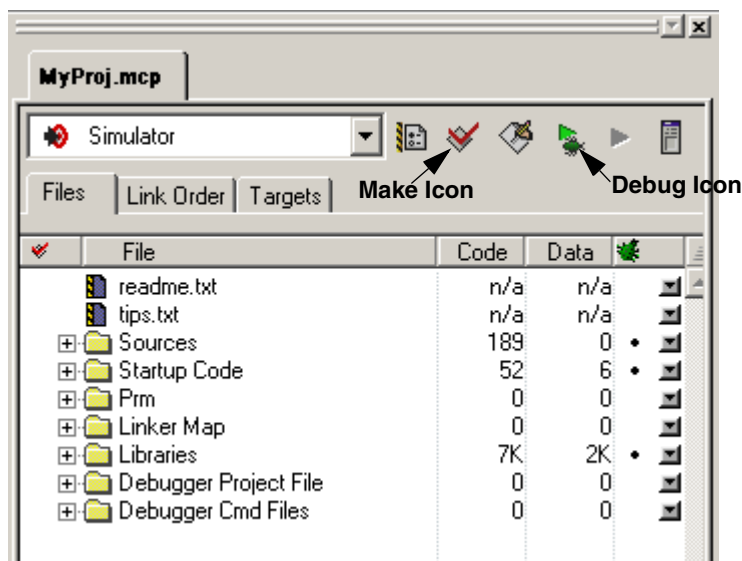 MyProj.mcp
Simulator
Make Icon
Debug Icon
Files Link Order Targets
File Code Data
readme.txt n/a n/a
tips.txt n/a n/a
Sources 189 0
Startup Code 52 6
Prm 0 0
Linker Map 0 0
Libraries 7K 2K
Debugger Project File 0 0
Debugger Cmd Files 0 0